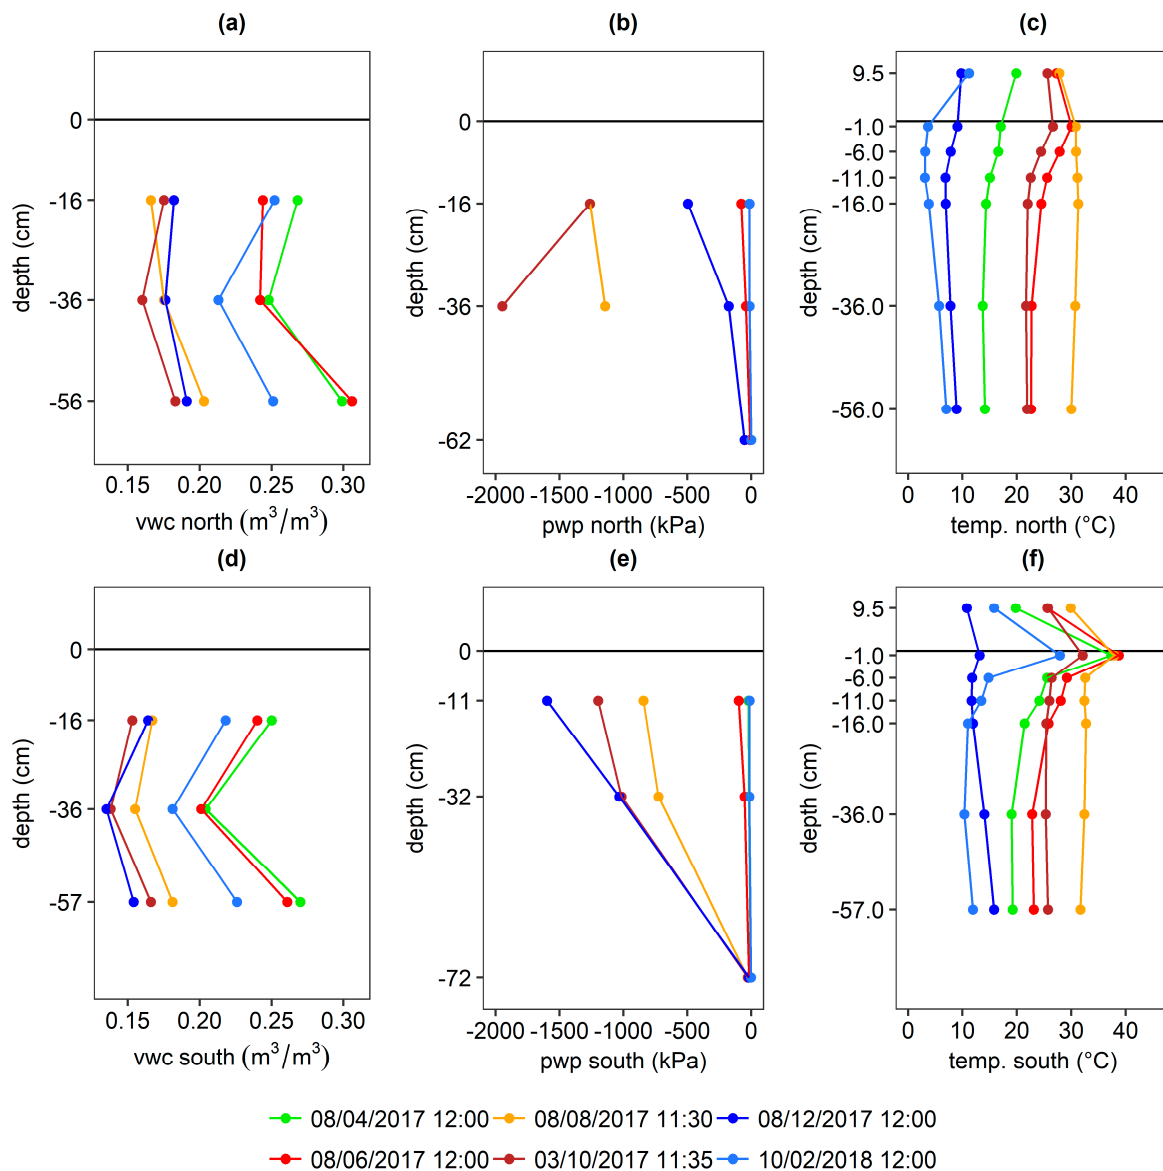 (a) (b) (c)
depth (cm)
0
-16
-36
-56
0.15 0.20 0.25 0.30
vwc north (m³/m³)
depth (cm)
0
-16
-36
-62
-2000 -1500 -1000 -500 0
pwp north (kPa)
depth (cm)
9.5
-1.0
-6.0
-11.0
-16.0
-36.0
-56.0
0 10 20 30 40
temp. north (°C)
(d) (e) (f)
depth (cm)
0
-16
-36
-57
0.15 0.20 0.25 0.30
vwc south (m³/m³)
depth (cm)
0
-11
-32
-72
-2000 -1500 -1000 -500 0
pwp south (kPa)
depth (cm)
9.5
-1.0
-6.0
-11.0
-16.0
-36.0
-57.0
0 10 20 30 40
temp. south (°C)
08/04/2017 12:00 08/08/2017 11:30 08/12/2017 12:00
08/06/2017 12:00 03/10/2017 11:35 10/02/2018 12:00